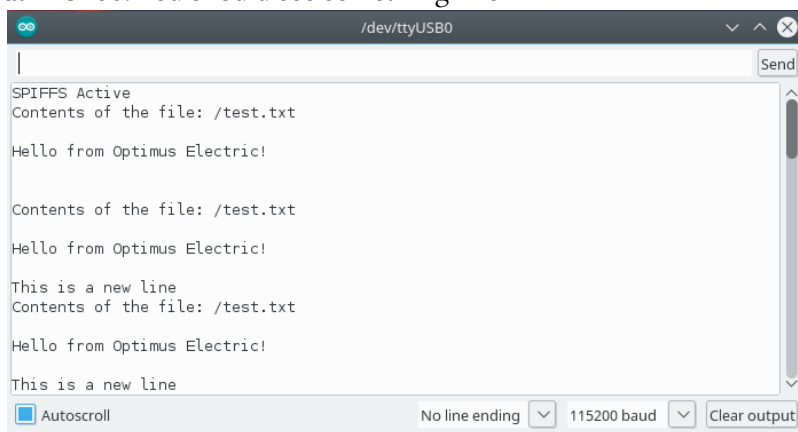 /dev/ttyUSB0
Send
SPIFFS Active
Contents of the file: /test.txt
Hello from Optimus Electric!
Contents of the file: /test.txt
Hello from Optimus Electric!
This is a new line
Contents of the file: /test.txt
Hello from Optimus Electric!
This is a new line
Autoscroll
No line ending
115200 baud
Clear output